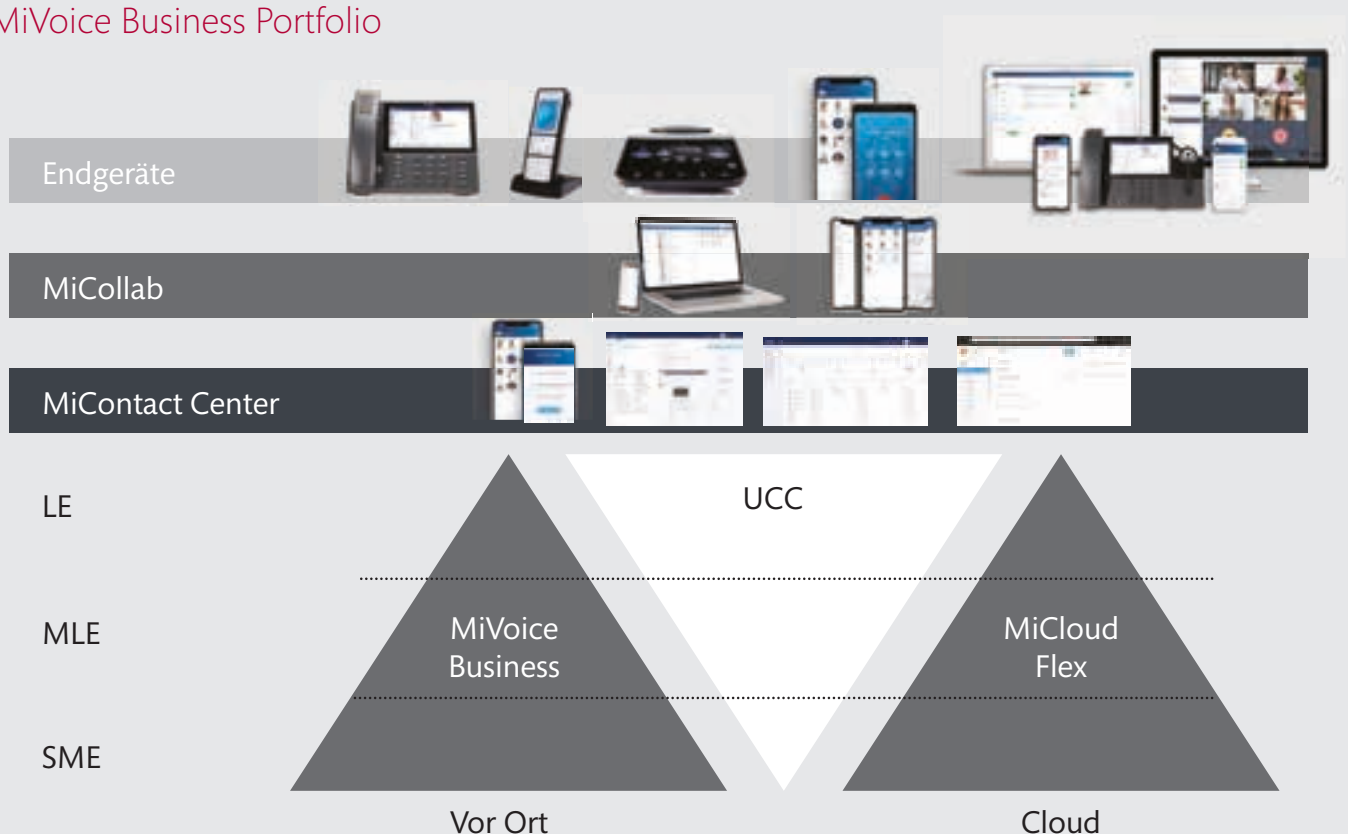 MiVoice Business Portfolio
Endgeräte
MiCollab
MiContact Center
LE
UCC
MLE
MiVoice
Business
MiCloud
Flex
SME
Vor Ort
Cloud